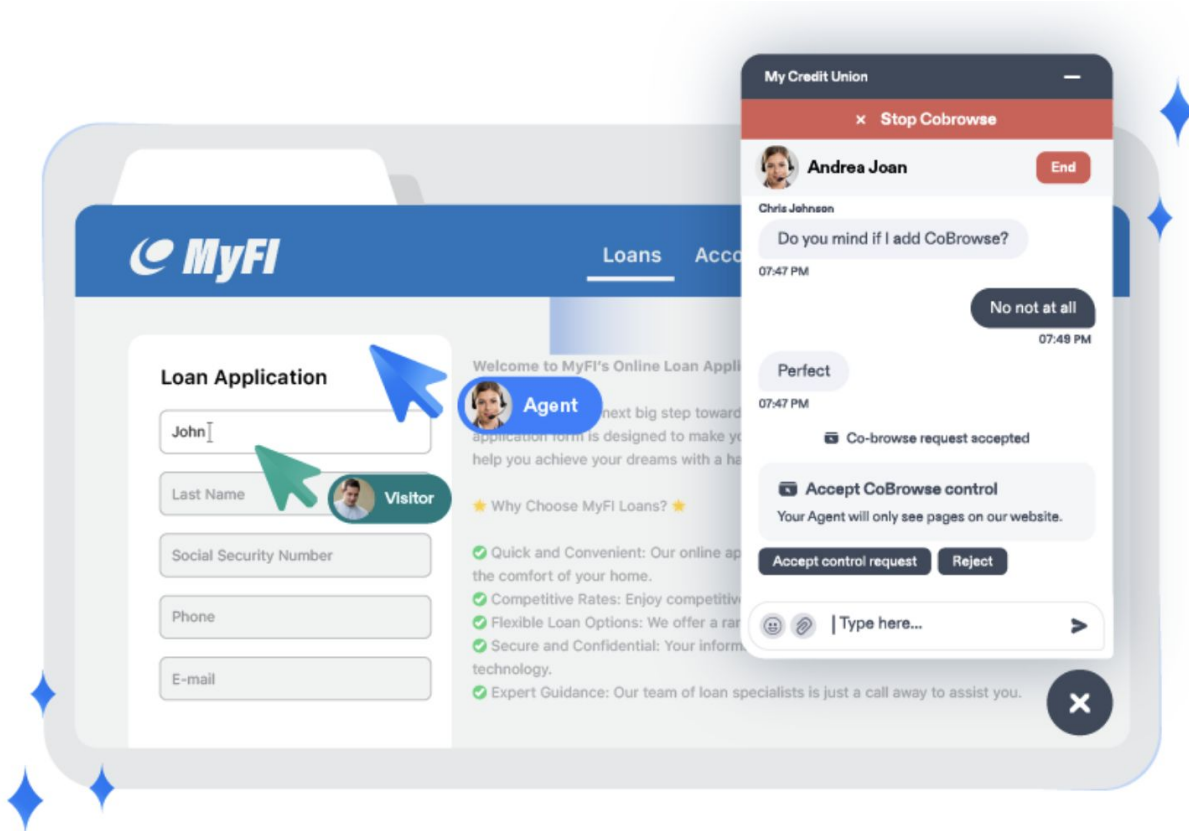 My Credit Union
× Stop Cobrowse
Andrea Joan
End
Chris Johnson
Do you mind if I add CoBrowse?
07:47 PM
No not at all
07:49 PM
Perfect
07:47 PM
Co-browse request accepted
Accept CoBrowse control
Your Agent will only see pages on our website.
Accept control request
Reject
Type here...
MyFI
Loans
Acco
Loan Application
John
Last Name
Social Security Number
Phone
E-mail
Agent
Visitor
Welcome to MyFI's Online Loan Appli
next big step toward
application form is designed to make yo
help you achieve your dreams with a ha
Why Choose MyFI Loans?
Quick and Convenient: Our online ap
the comfort of your home.
Competitive Rates: Enjoy competitiv
Flexible Loan Options: We offer a ran
Secure and Confidential: Your inform
technology.
Expert Guidance: Our team of loan specialists is just a call away to assist you.